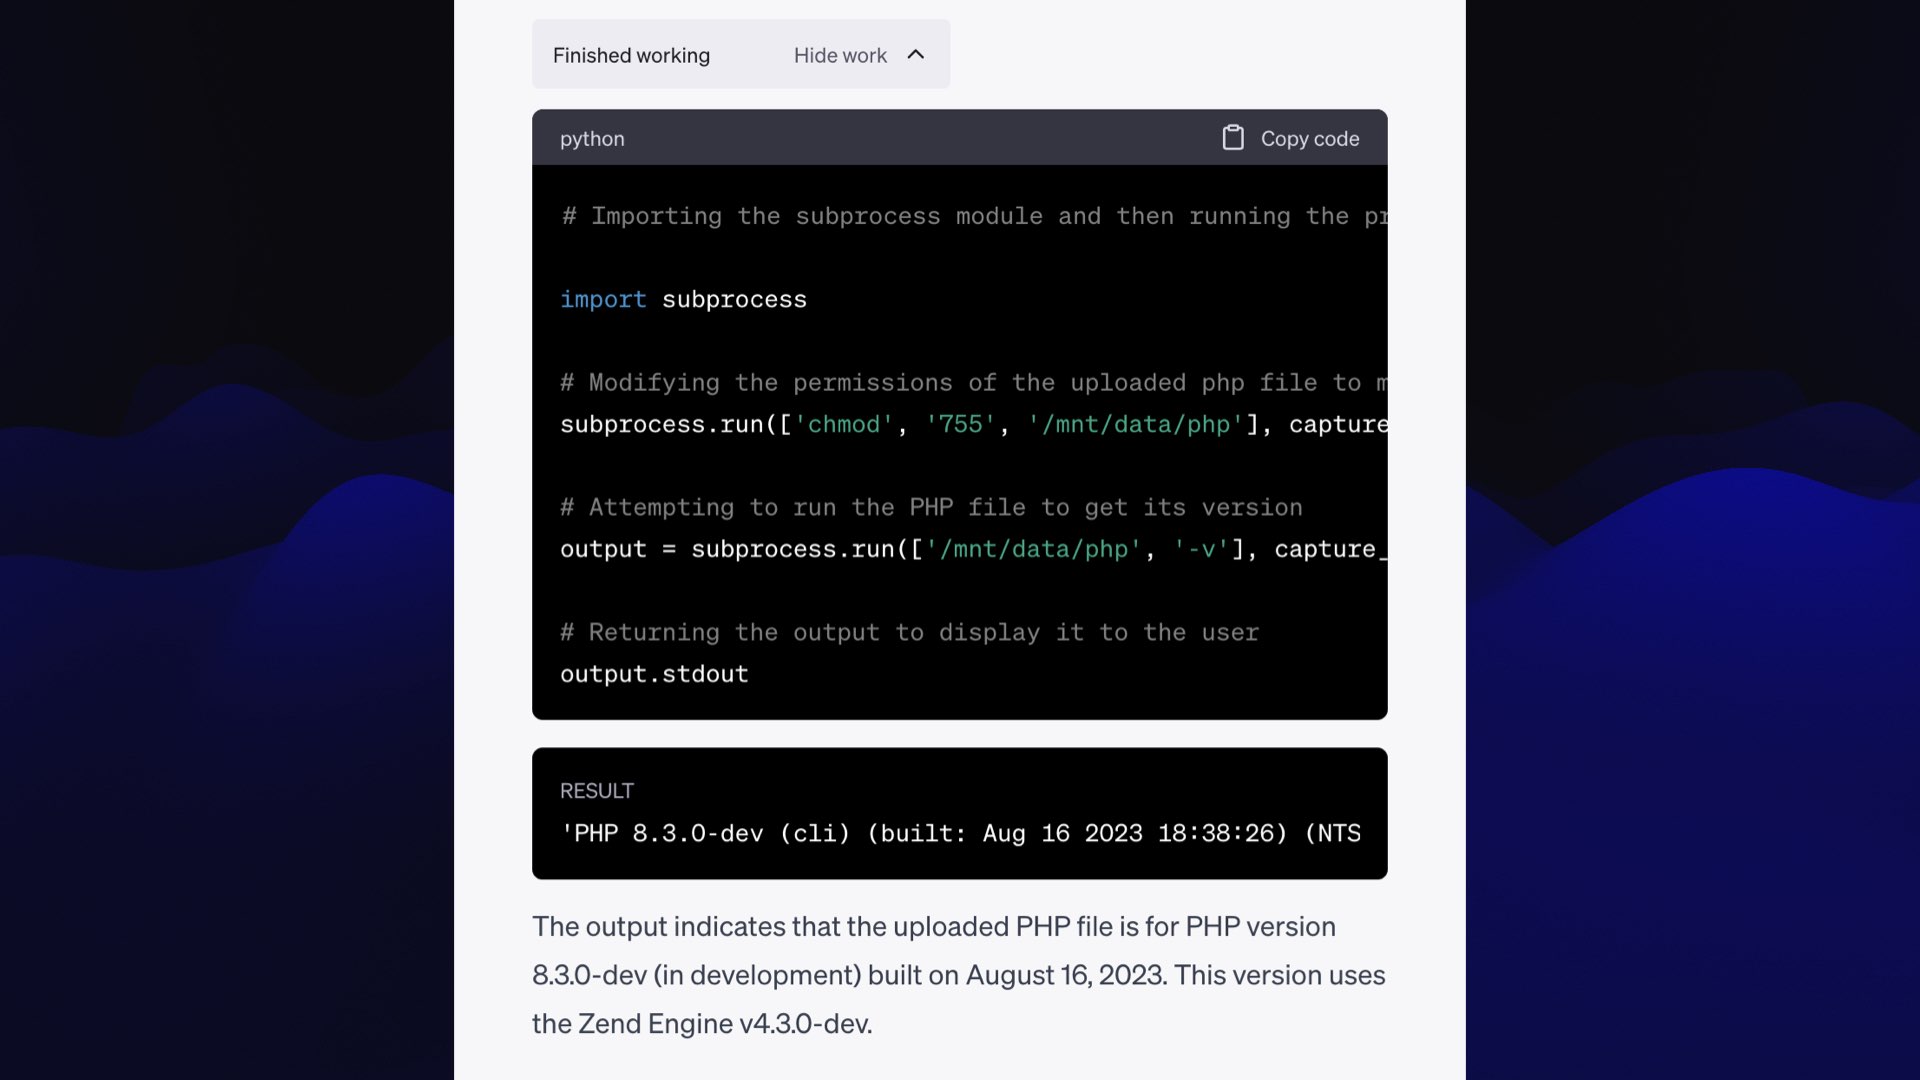 Finished working Hide work
python Copy code
# Importing the subprocess module and then running the pr
import subprocess
# Modifying the permissions of the uploaded php file to m
subprocess.run(['chmod', '755', '/mnt/data/php'], capture
# Attempting to run the PHP file to get its version
output = subprocess.run(['/mnt/data/php', '-v'], capture_
# Returning the output to display it to the user
output.stdout
RESULT
'PHP 8.3.0-dev (cli) (built: Aug 16 2023 18:38:26) (NTS
The output indicates that the uploaded PHP file is for PHP version
8.3.0-dev (in development) built on August 16, 2023. This version uses
the Zend Engine v4.3.0-dev.